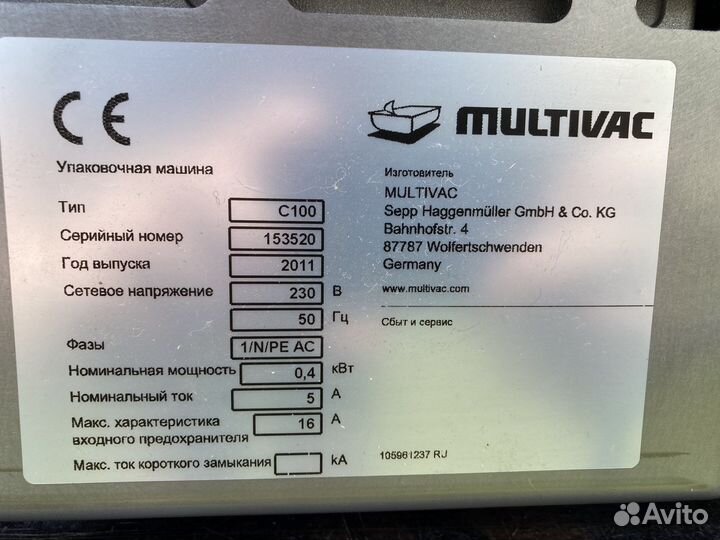 CE
MULTIVAC
Упаковочная машина
Тип C100
Серийный номер 153520
Год выпуска 2011
Сетевое напряжение 230 В
50 Гц
Фазы 1/N/PE AC
Номинальная мощность 0,4 кВт
Номинальный ток 5 А
Макс. характеристика
входного предохранителя 16 А
Макс. ток короткого замыкания кА
Изготовитель
MULTIVAC
Sepp Haggenmüller GmbH & Co. KG
Bahnhofstr. 4
87787 Wolfertschwenden
Germany
www.multivac.com
Сбыт и сервис
105961237 RJ
Avito